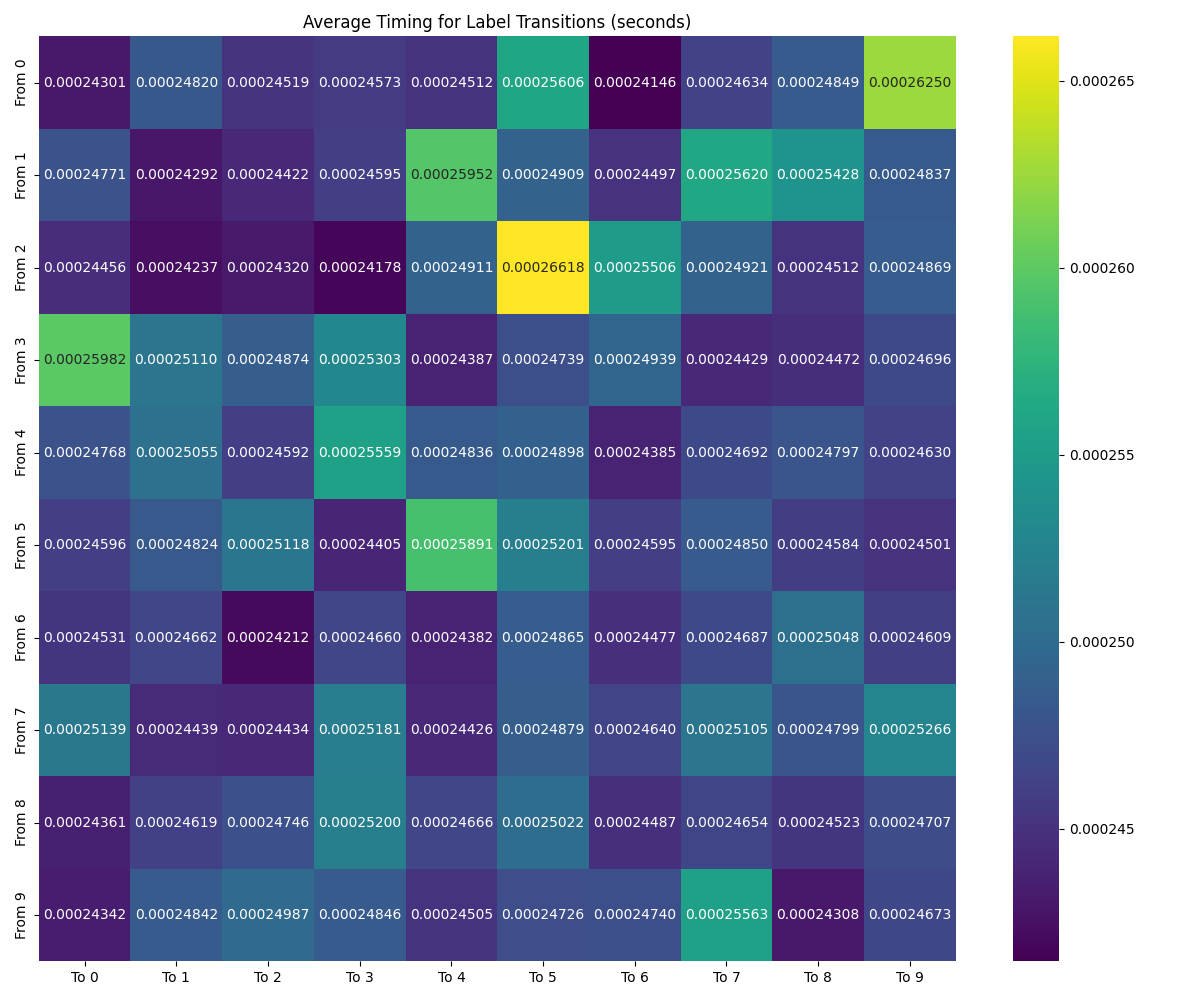 Average Timing for Label Transitions (seconds)
From 0 0.00024301 0.00024820 0.00024519 0.00024573 0.00024512 0.00025606 0.00024146 0.00024634 0.00024849 0.00026250
From 1 0.00024771 0.00024292 0.00024422 0.00024595 0.00025952 0.00024909 0.00024497 0.00025620 0.00025428 0.00024837
From 2 0.00024456 0.00024237 0.00024320 0.00024178 0.00024911 0.00026618 0.00025506 0.00024921 0.00024512 0.00024869
From 3 0.00025982 0.00025110 0.00024874 0.00025303 0.00024387 0.00024739 0.00024939 0.00024429 0.00024472 0.00024696
From 4 0.00024768 0.00025055 0.00024592 0.00025559 0.00024836 0.00024898 0.00024385 0.00024692 0.00024797 0.00024630
From 5 0.00024596 0.00024824 0.00025118 0.00024405 0.00025891 0.00025201 0.00024595 0.00024850 0.00024584 0.00024501
From 6 0.00024531 0.00024662 0.00024212 0.00024660 0.00024382 0.00024865 0.00024477 0.00024687 0.00025048 0.00024609
From 7 0.00025139 0.00024439 0.00024434 0.00025181 0.00024426 0.00024879 0.00024640 0.00025105 0.00024799 0.00025266
From 8 0.00024361 0.00024619 0.00024746 0.00025200 0.00024666 0.00025022 0.00024487 0.00024654 0.00024523 0.00024707
From 9 0.00024342 0.00024842 0.00024987 0.00024846 0.00024505 0.00024726 0.00024740 0.00025563 0.00024308 0.00024673
To 0 To 1 To 2 To 3 To 4 To 5 To 6 To 7 To 8 To 9
0.000265
0.000260
0.000255
0.000250
0.000245